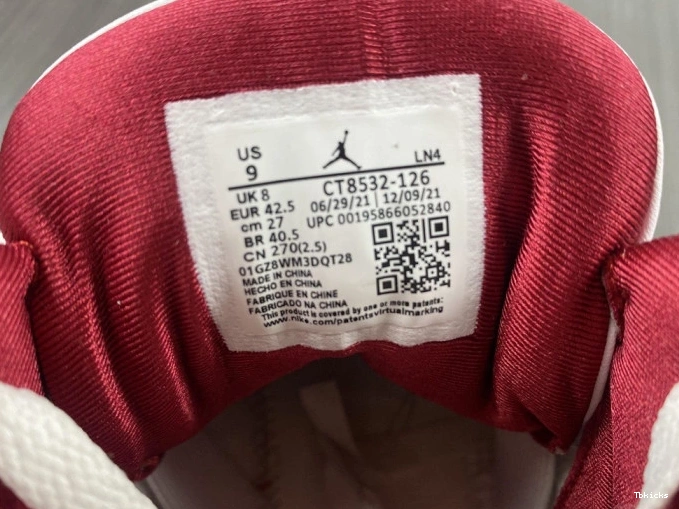 US
9
LN4
UK 8
CT8532-126
EUR 42.5
06/29/21 | 12/09/21
cm 27
UPC 00195866052840
BR 40.5
CN 270(2.5)
01GZ8WM3DQT28
MADE IN CHINA
HECHO EN CHINA
FABRIQUE EN CHINE
FABRICADO NA CHINA
This product is covered by one or more patents:
www.nike.com/patentsvirtualmarking
Tbkicks